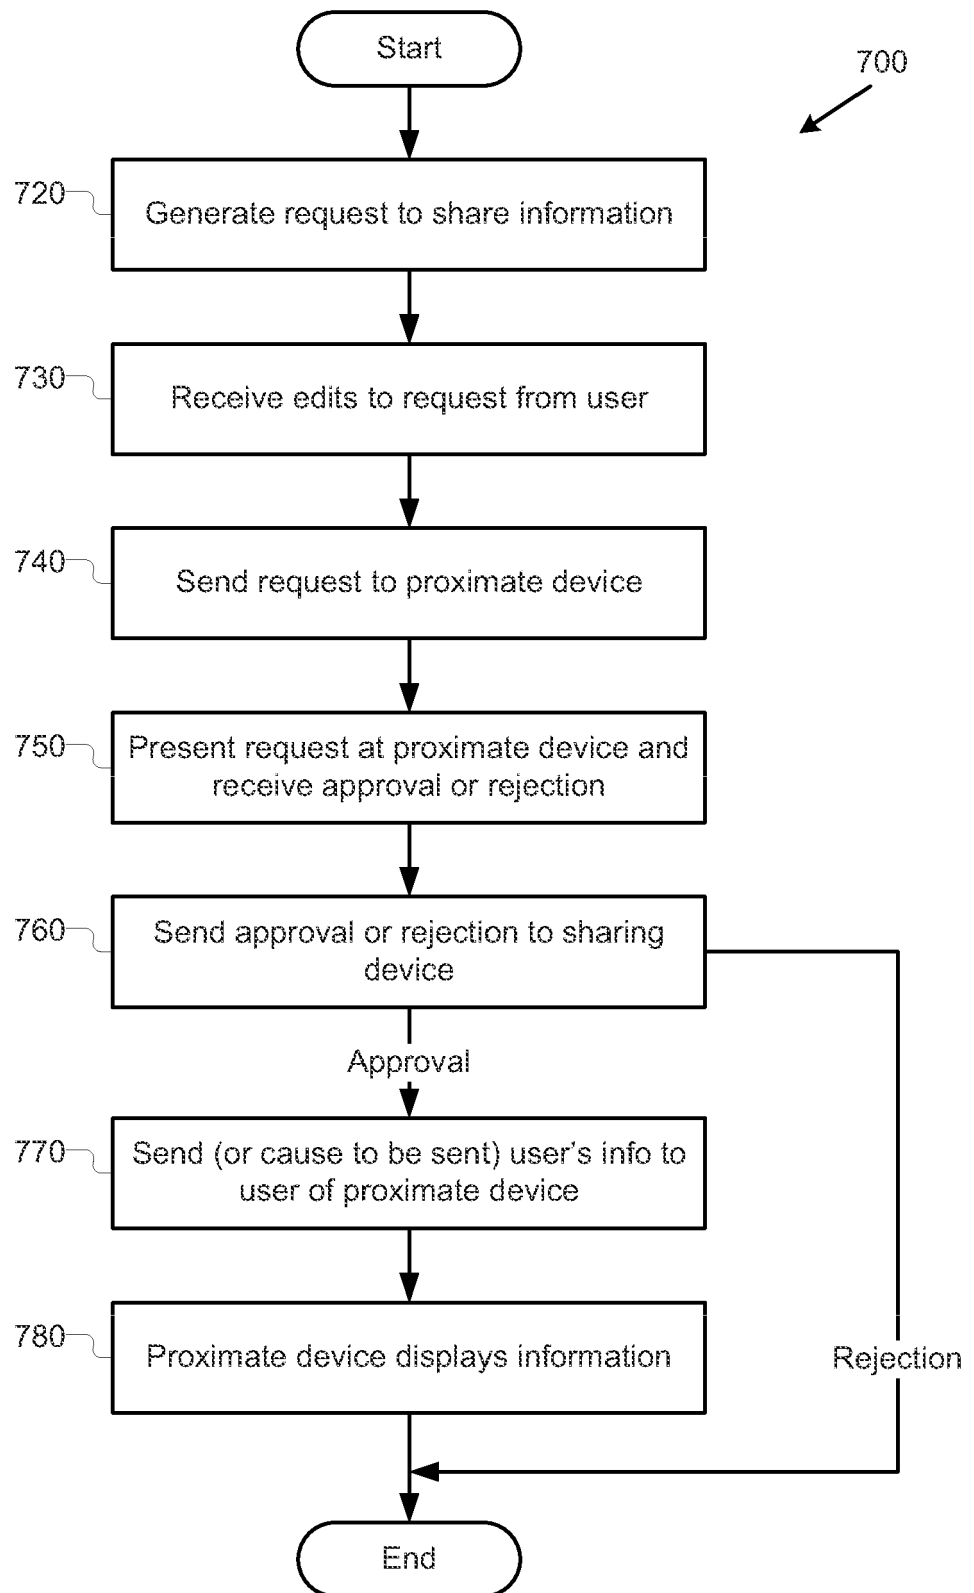 Start
700
720
Generate request to share information
730
Receive edits to request from user
740
Send request to proximate device
750
Present request at proximate device and
receive approval or rejection
760
Send approval or rejection to sharing
device
Approval
770
Send (or cause to be sent) user's info to
user of proximate device
780
Proximate device displays information
Rejection
End